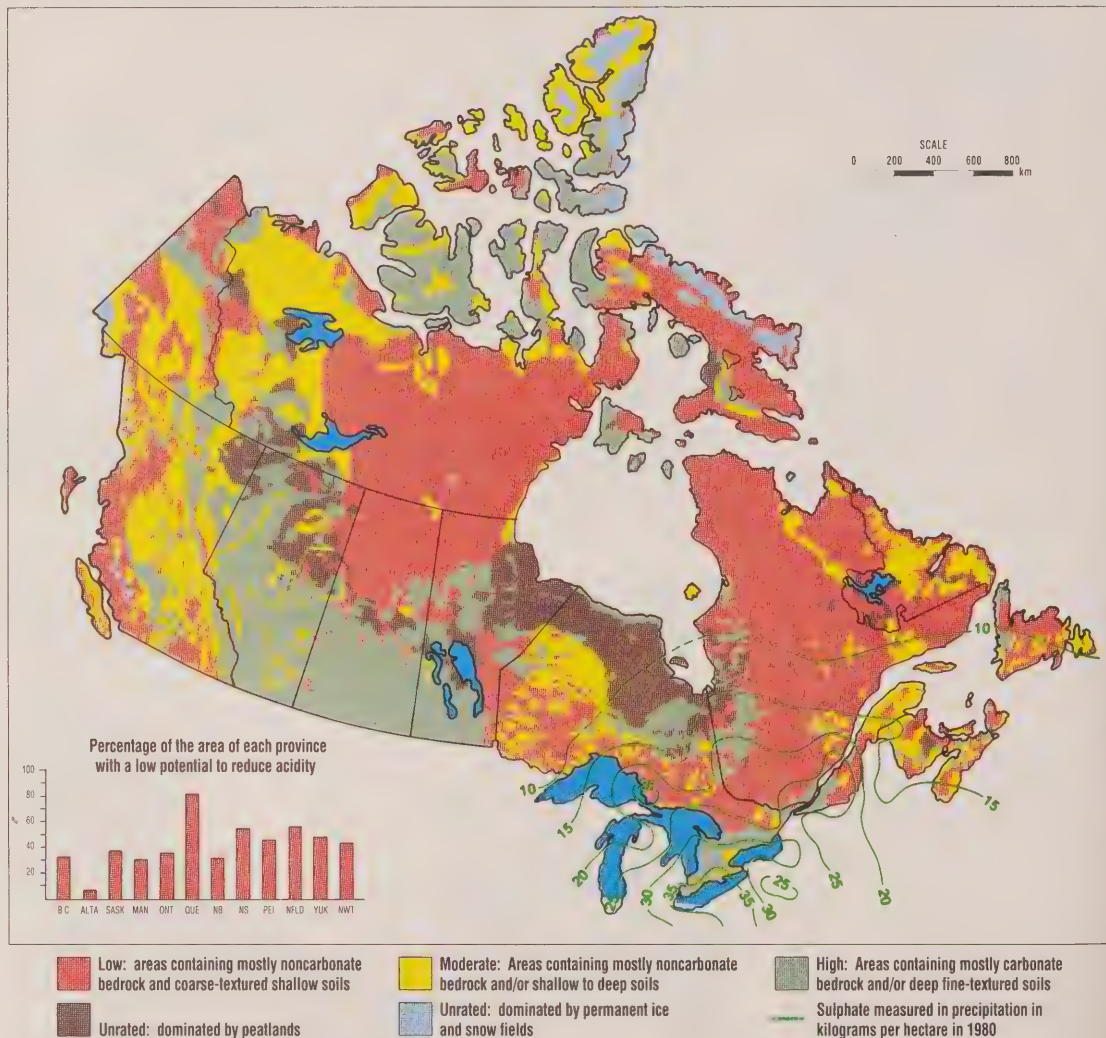 SCALE
0 200 400 600 800
km
10
15
10
15
20
25
30
35
25
35
30
25
20
Percentage of the area of each province
with a low potential to reduce acidity
100
80
60
40
20
%
BC ALTA SASK MAN ONT QUE NB NS PEI NFLD YUK NWT
Low: areas containing mostly noncarbonate
bedrock and coarse-textured shallow soils
Moderate: Areas containing mostly noncarbonate
bedrock and/or shallow to deep soils
High: Areas containing mostly carbonate
bedrock and/or deep fine-textured soils
Unrated: dominated by peatlands
Unrated: dominated by permanent ice
and snow fields
Sulphate measured in precipitation in
kilograms per hectare in 1980